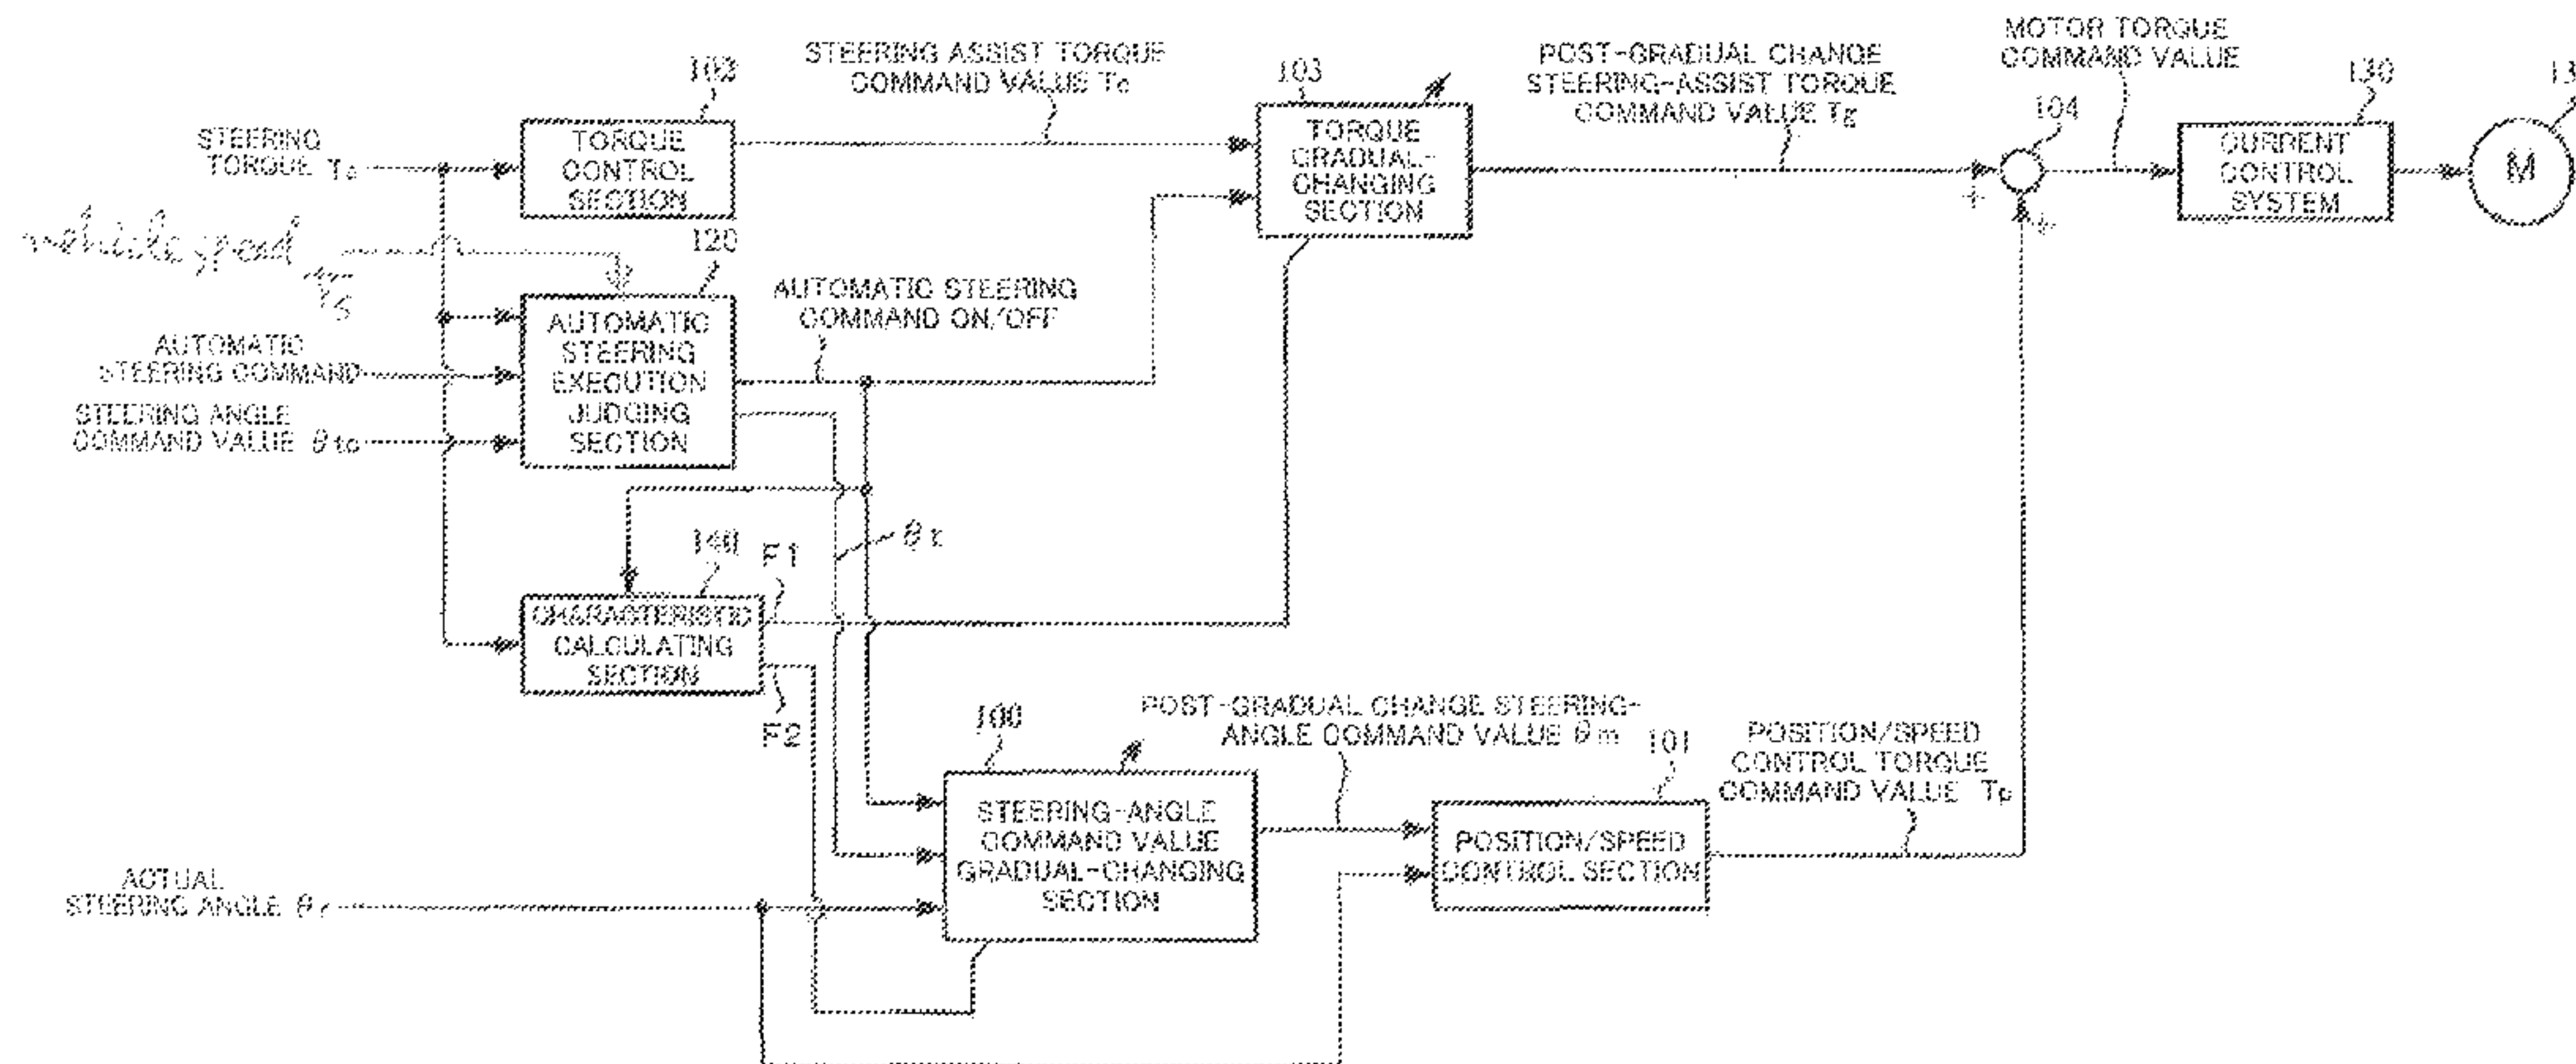 MOTOR TORQUE
COMMAND VALUE
STEERING ASSIST TORQUE
COMMAND VALUE Tc
POST-GRADUAL CHANGE
STEERING-ASSIST TORQUE
COMMAND VALUE Tg
102
103
104
130
STEERING
TORQUE
TORQUE
CONTROL
SECTION
TORQUE
GRADUAL-
CHANGING
SECTION
+
+
CURRENT
CONTROL
SYSTEM
M
vehicle speed
120
AUTOMATIC
STEERING COMMAND
STEERING ANGLE
COMMAND VALUE θtc
AUTOMATIC
STEERING
EXECUTION
JUDGING
SECTION
AUTOMATIC STEERING
COMMAND ON/OFF
140
F1
CHARACTERISTIC
CALCULATING
SECTION
F2
100
POST-GRADUAL CHANGE STEERING-
ANGLE COMMAND VALUE θm
101
POSITION/SPEED
CONTROL TORQUE
COMMAND VALUE Tp
STEERING-ANGLE
COMMAND VALUE
GRADUAL-CHANGING
SECTION
POSITION/SPEED
CONTROL SECTION
ACTUAL
STEERING ANGLE θr